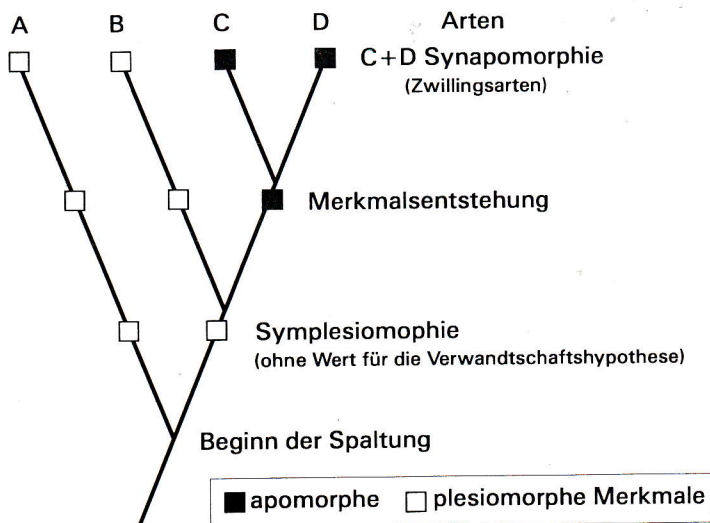 A B C D Arten
C+D Synapomorphie
(Zwillingsarten)
Merkmalsentstehung
Symplesiomophie
(ohne Wert für die Verwandtschaftshypothese)
Beginn der Spaltung
apomorphe plesiomorphe Merkmale